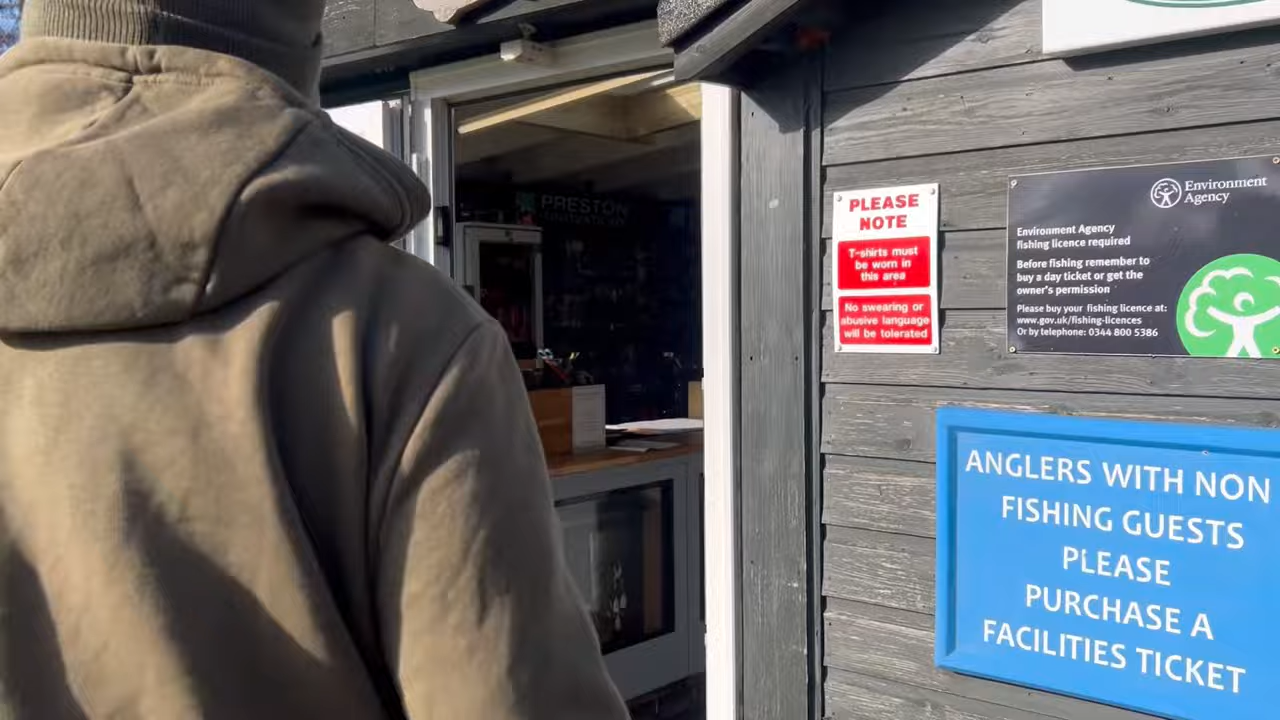 PRESTON
PLEASE
NOTE
T-shirts must
be worn in
this area
No swearing or
abusive language
will be tolerated
Environment
Agency
Environment Agency
fishing licence required
Before fishing remember to
buy a day ticket or get the
owner's permission
Please buy your fishing licence at:
www.gov.uk/fishing-licences
Or by telephone: 0344 800 5386
ANGLERS WITH NON
FISHING GUESTS
PLEASE
PURCHASE A
FACILITIES TICKET